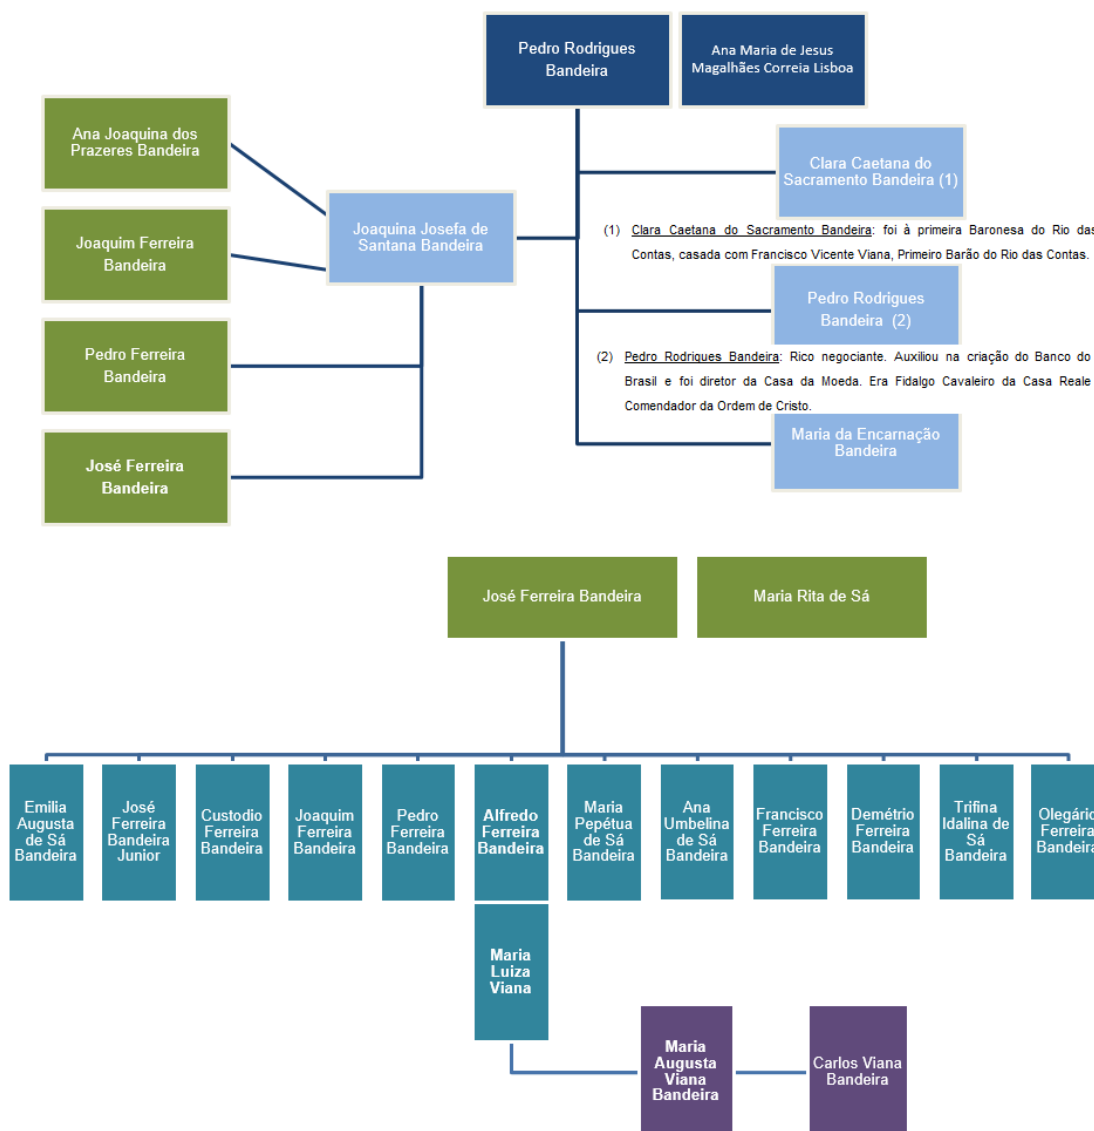 Pedro Rodrigues
Bandeira
Ana Maria de Jesus
Magalhães Correia Lisboa
Ana Joaquina dos
Prazeres Bandeira
Joaquim Ferreira
Bandeira
Pedro Ferreira
Bandeira
José Ferreira
Bandeira
Joaquina Josefa de
Santana Bandeira
Clara Caetana do
Sacramento Bandeira (1)
(1) Clara Caetana do Sacramento Bandeira: foi à primeira Baronesa do Rio das
Contas, casada com Francisco Vicente Viana, Primeiro Barão do Rio das Contas.
Pedro Rodrigues
Bandeira (2)
(2) Pedro Rodrigues Bandeira: Rico negociante. Auxiliou na criação do Banco do
Brasil e foi diretor da Casa da Moeda. Era Fidalgo Cavaleiro da Casa Reale
Comendador da Ordem de Cristo.
Maria da Encarnação
Bandeira
José Ferreira Bandeira
Maria Rita de Sá
Emilia
Augusta
de Sá
Bandeira
José
Ferreira
Bandeira
Junior
Custodio
Ferreira
Bandeira
Joaquim
Ferreira
Bandeira
Pedro
Ferreira
Bandeira
Alfredo
Ferreira
Bandeira
Maria
Pepétua
de Sá
Bandeira
Ana
Umbelina
de Sá
Bandeira
Francisco
Ferreira
Bandeira
Demétrio
Ferreira
Bandeira
Trifina
Idalina de
Sá
Bandeira
Olegário
Ferreira
Bandeira
Maria
Luiza
Viana
Maria
Augusta
Viana
Bandeira
Carlos Viana
Bandeira